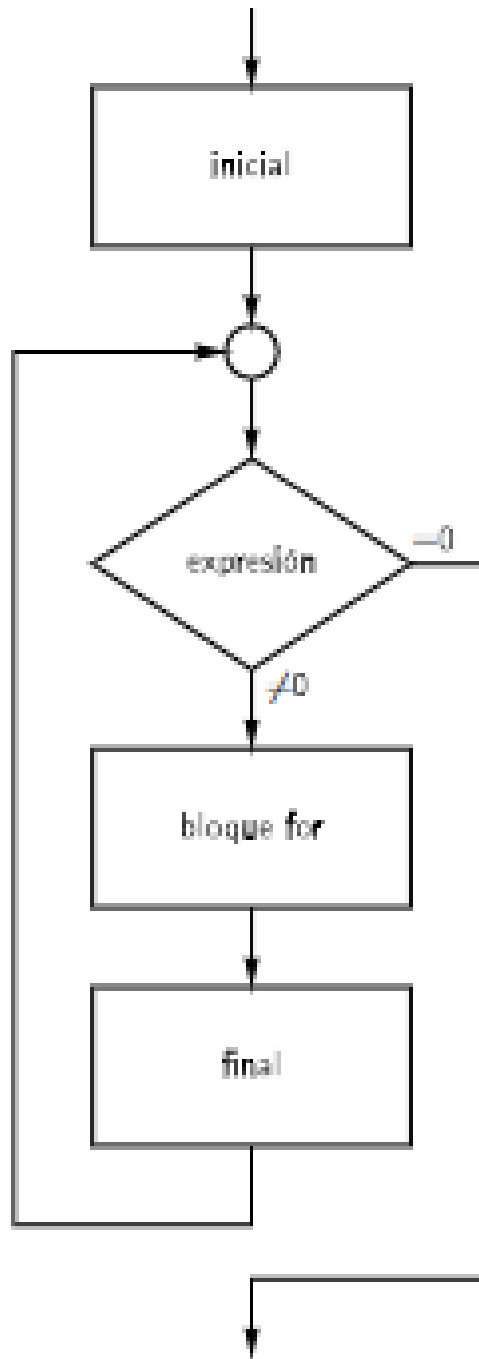 inicial
=0
expresión
≠0
bloque for
final